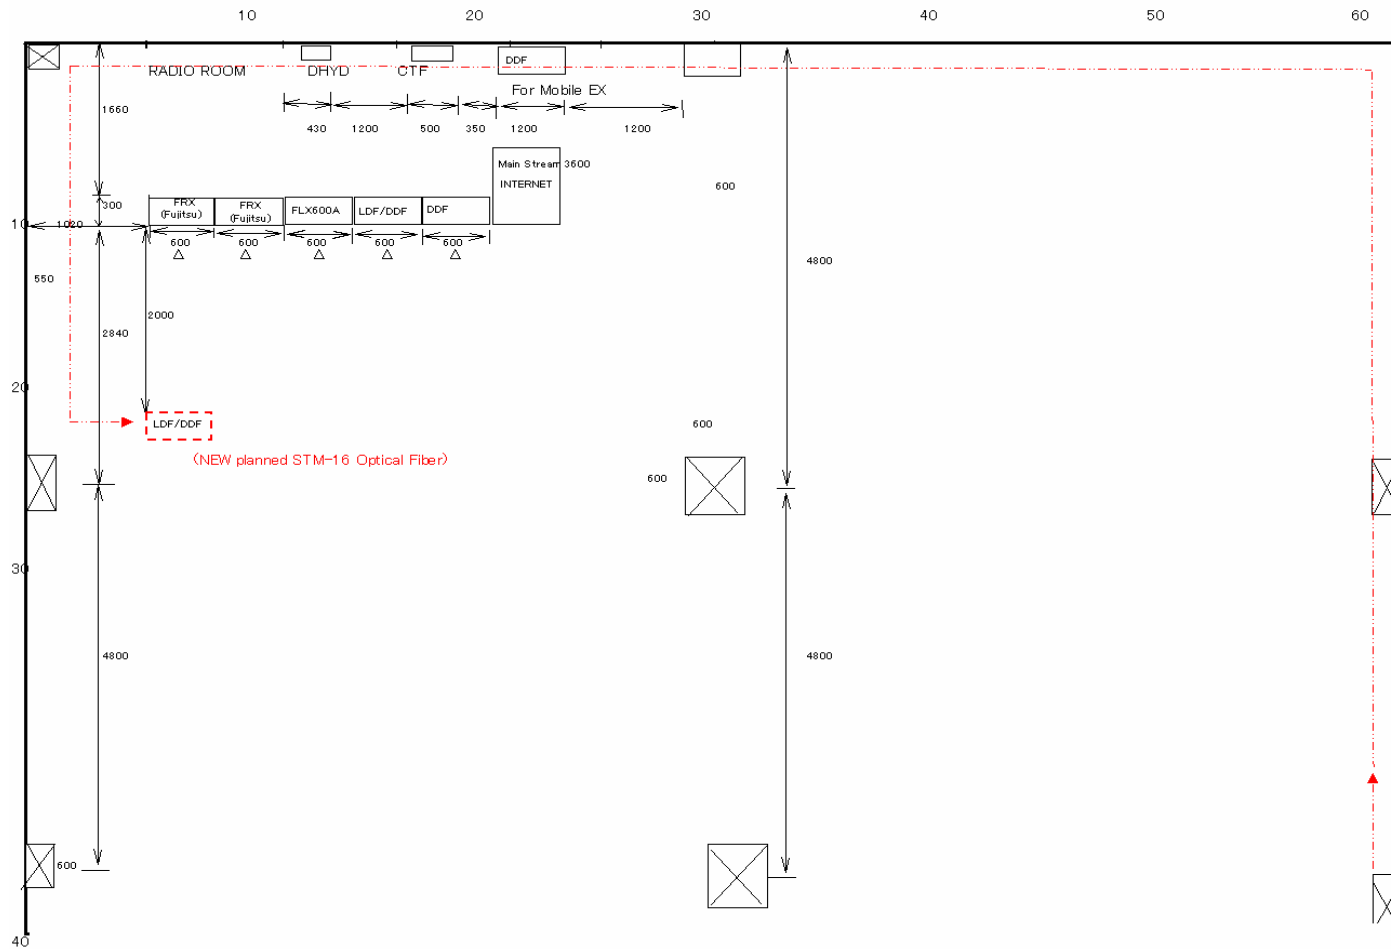 10 20 30 40 50 60
DDF
RADIO ROOM DHYD CTF
For Mobile EX
1660
430 1200 500 350 1200 1200
Main Stream 3600
INTERNET
600
300
FRX
(Fujitsu)
FRX
(Fujitsu)
FLX600A
LDF/DDF
DDF
10
1020
600 600 600 600 600
4800
550
2000
2840
20
LDF/DDF
600
(NEW planned STM-16 Optical Fiber)
600
30
4800
4800
600
40